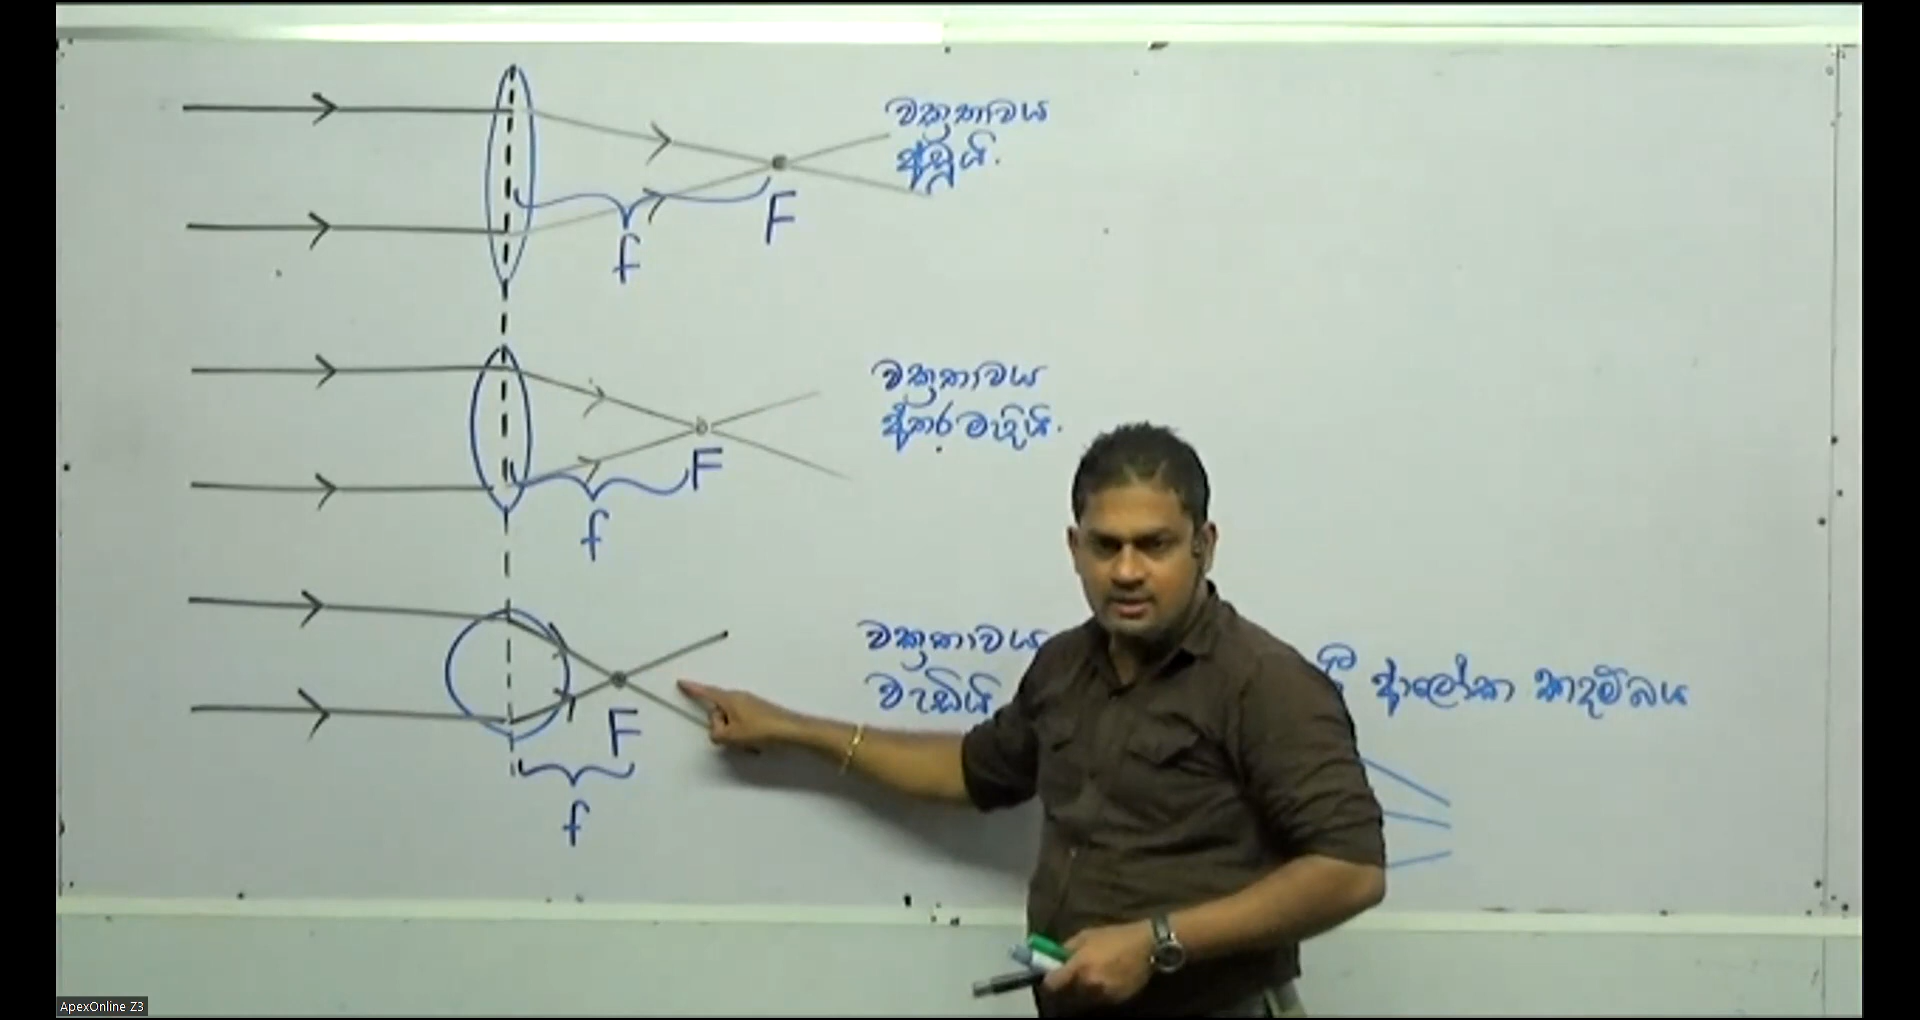 වක්‍රතාවය
අඩුයි.
F
f
වක්‍රතාවය
අතරමැදියි.
F
f
වක්‍රතාවය
වැඩියි
ආලෝක කදම්බය
F
f
ApexOnline Z3